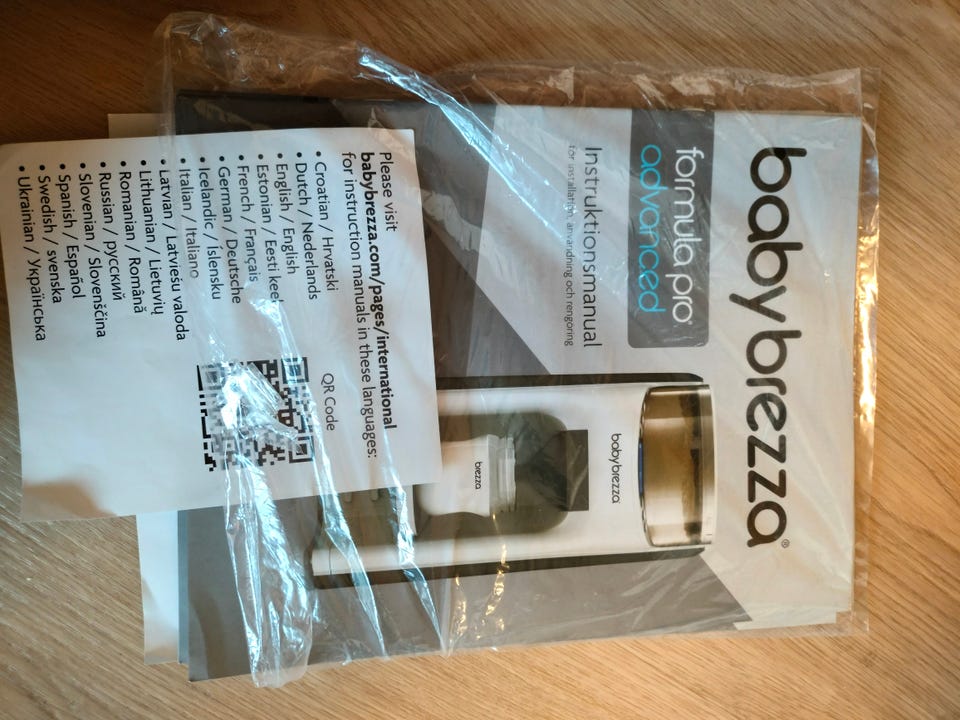 babybrezza®
formula pro®
advanced
Instruktionsmanual
för installation, användning och rengöring
babybrezza
brezza
Please visit
babybrezza.com/pages/international
for instruction manuals in these languages:
• Croatian / Hrvatski
• Dutch / Nederlands
• English / English
• Estonian / Eesti keel
• French / Français
• German / Deutsche
• Icelandic / Íslensku
• Italian / Italiano
• Latvian / Latviešu valoda
• Lithuanian / Lietuvių
• Romanian / Română
• Russian / русский
• Slovenian / Slovenščina
• Spanish / Español
• Swedish / svenska
• Ukrainian / Українська
QR Code